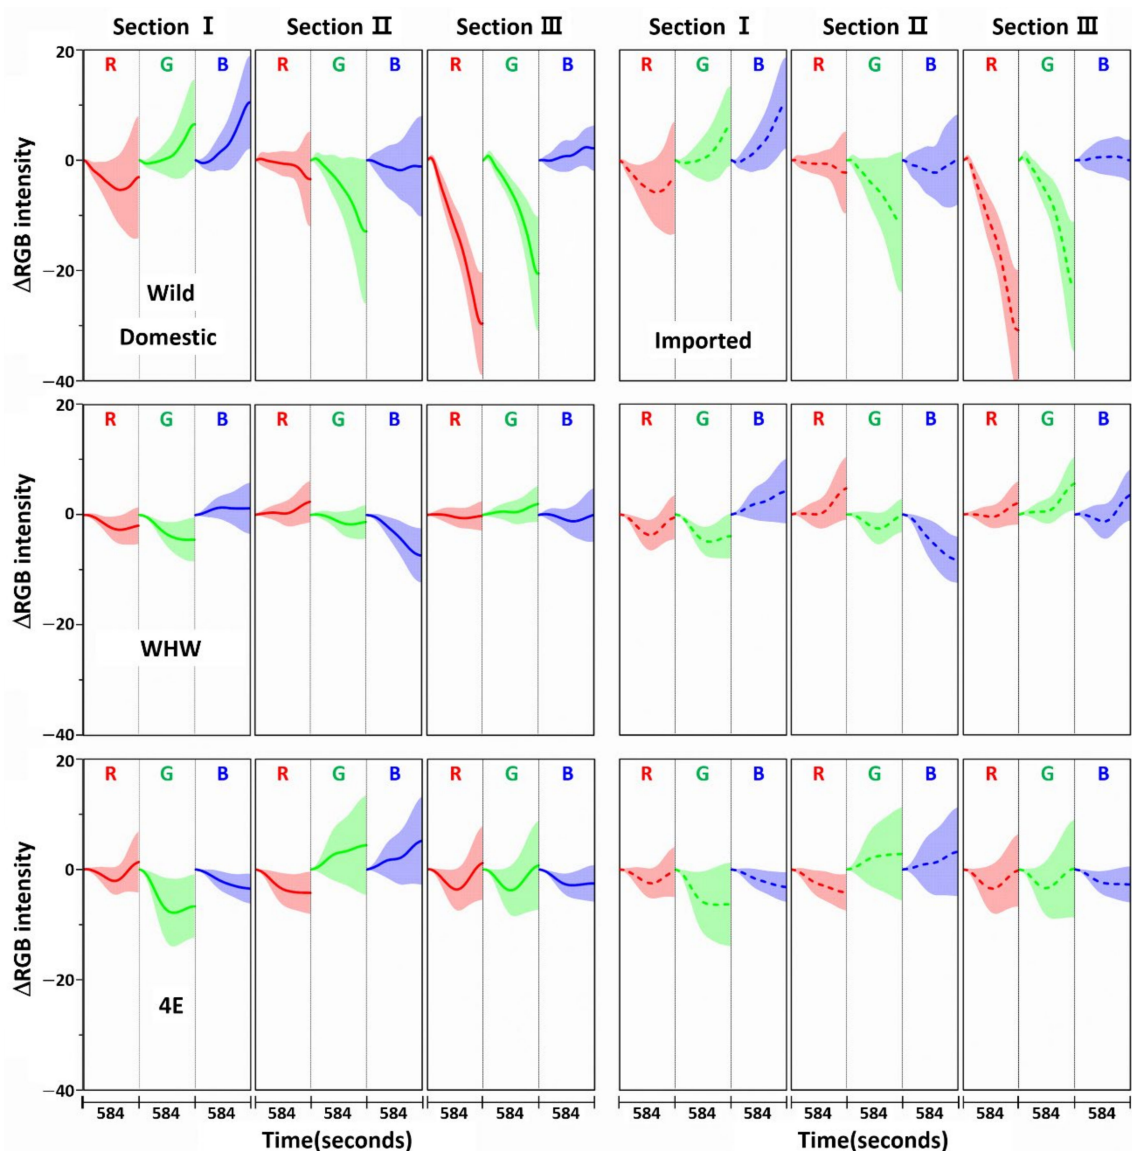 Section Ⅰ Section Ⅱ Section Ⅲ Section Ⅰ Section Ⅱ Section Ⅲ
20
R G B R G B R G B R G B R G B R G B
0
ΔRGB intensity
−20
Wild
Domestic
Imported
−40
20
R G B R G B R G B R G B R G B R G B
0
ΔRGB intensity
−20
WHW
−40
20
R G B R G B R G B R G B R G B R G B
0
ΔRGB intensity
−20
4E
−40
584 584 584 584 584 584 584 584 584 584 584 584 584 584 584 584 584 584
Time(seconds) Time(seconds)